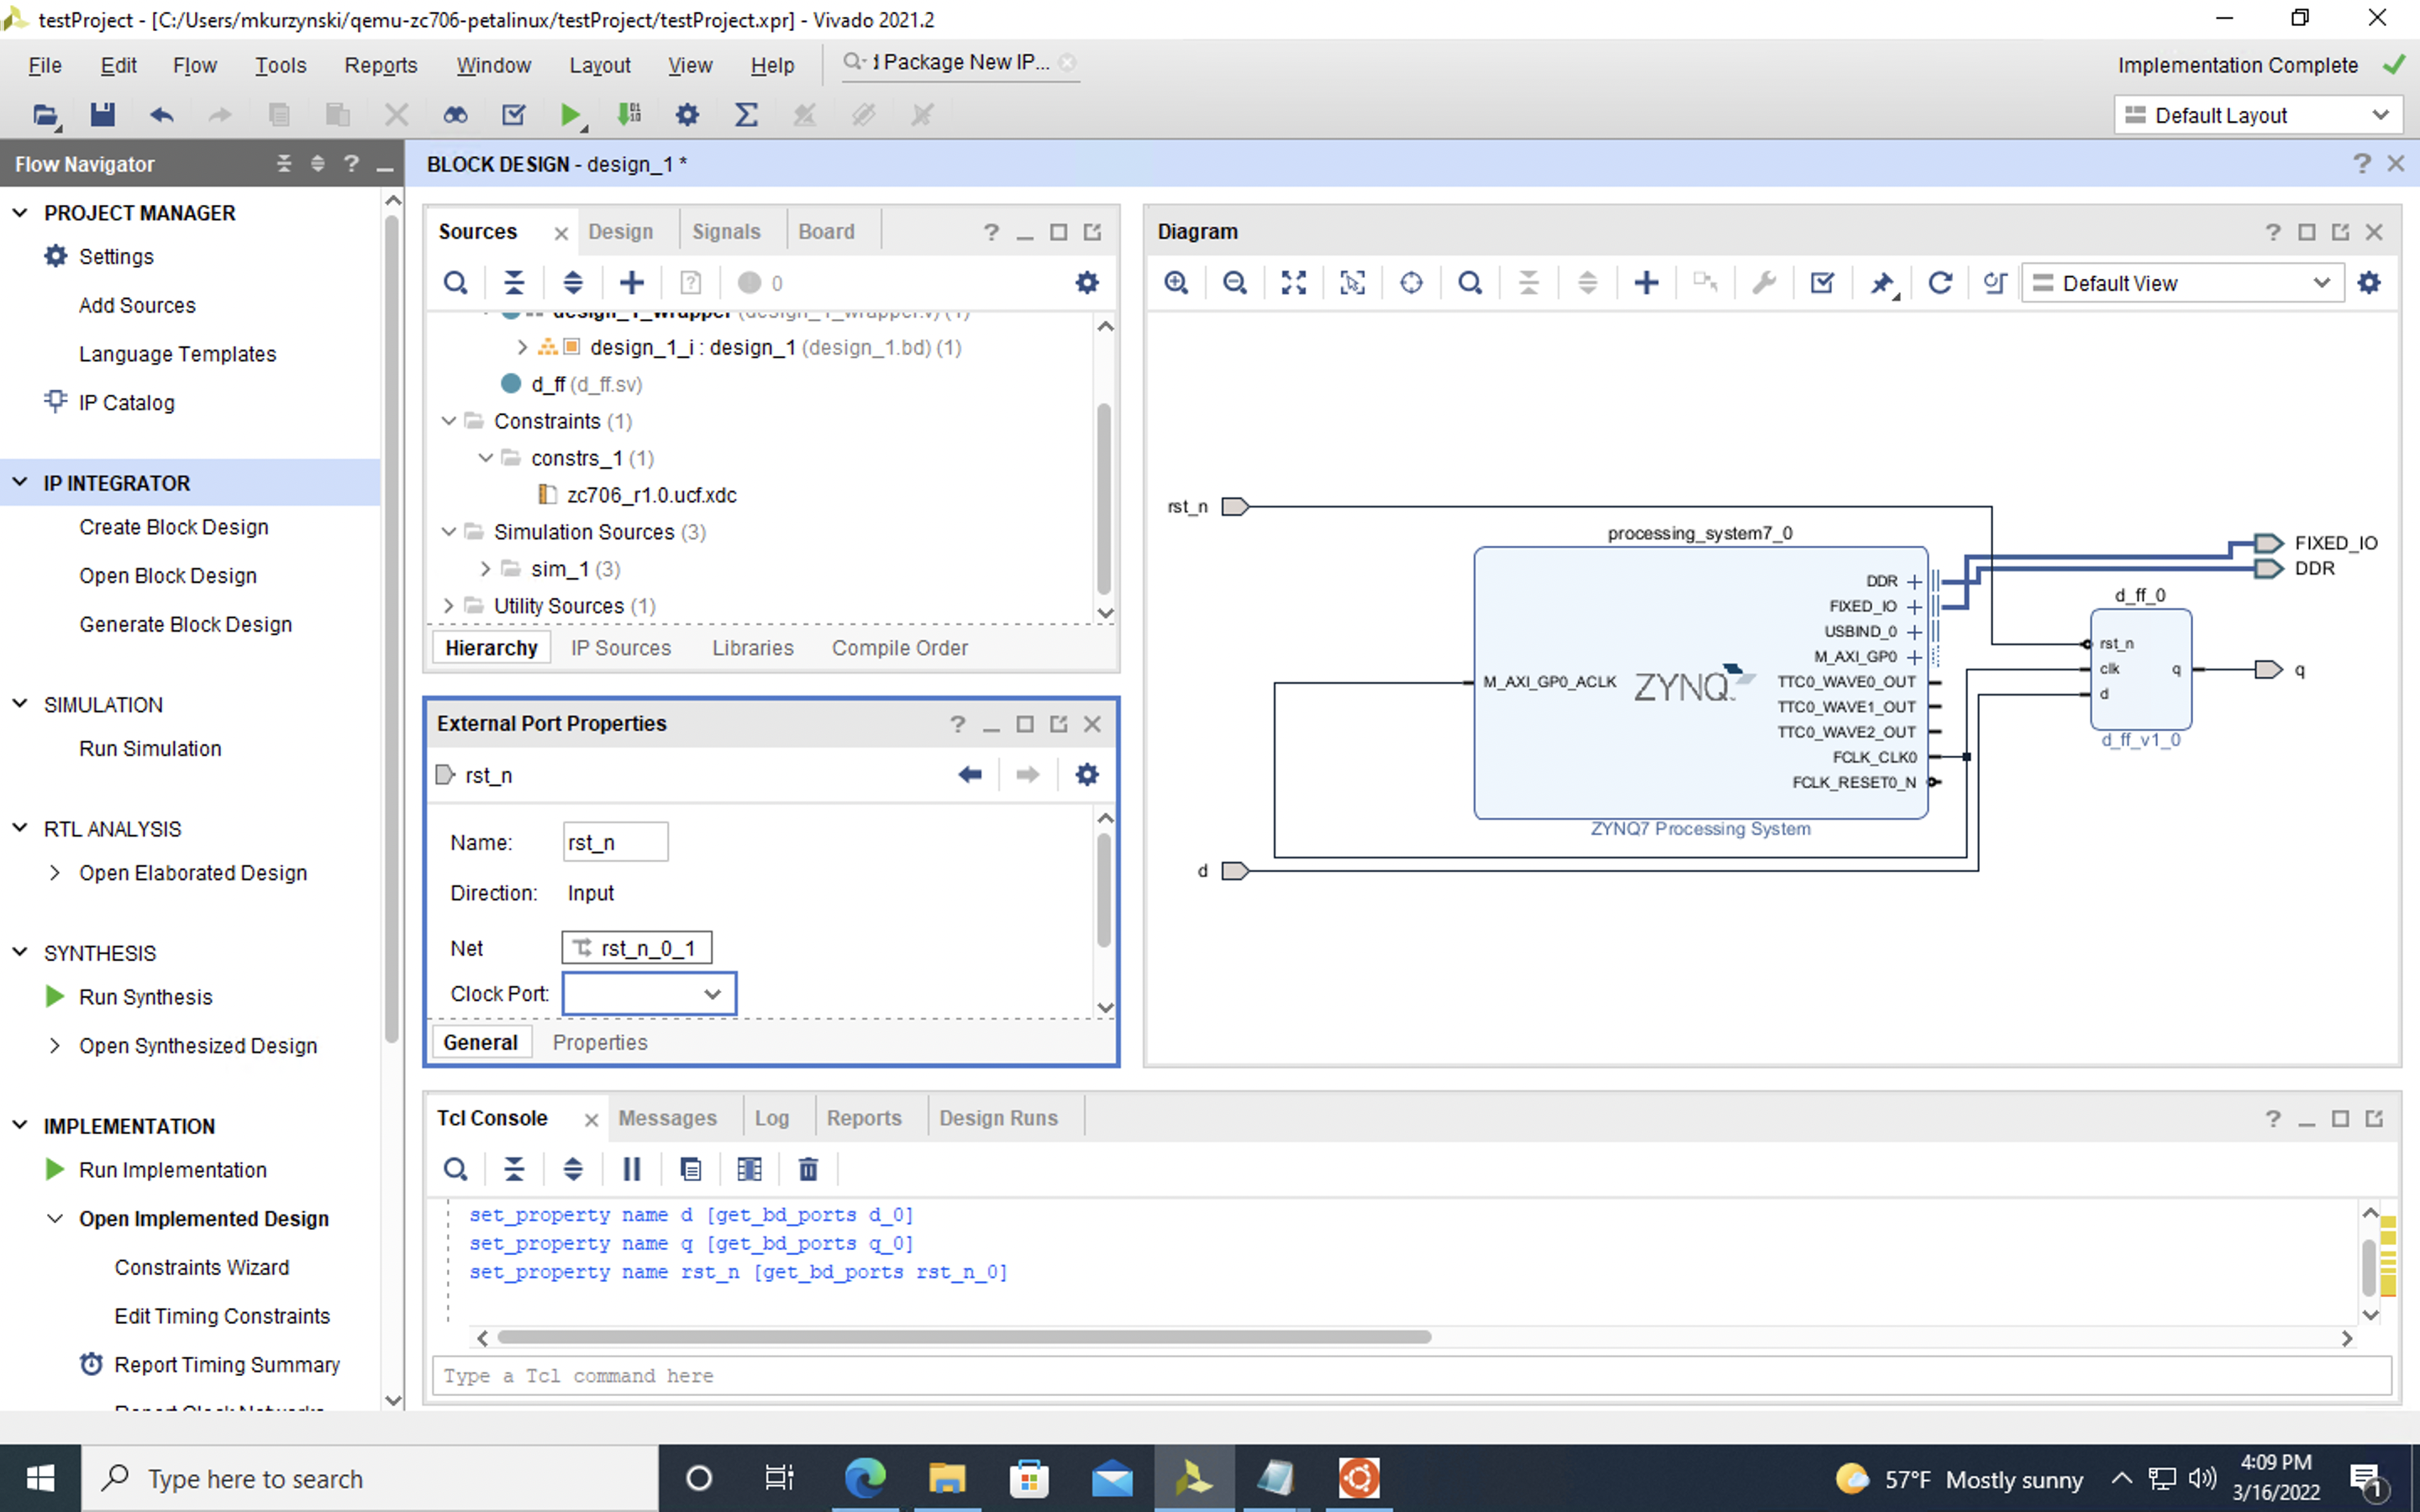 testProject - [C:/Users/mkurzynski/qemu-zc706-petalinux/testProject/testProject.xpr] - Vivado 2021.2
File Edit Flow Tools Reports Window Layout View Help Package New IP... Implementation Complete
Default Layout
Flow Navigator
PROJECT MANAGER
Settings
Add Sources
Language Templates
IP Catalog
IP INTEGRATOR
Create Block Design
Open Block Design
Generate Block Design
SIMULATION
Run Simulation
RTL ANALYSIS
Open Elaborated Design
SYNTHESIS
Run Synthesis
Open Synthesized Design
IMPLEMENTATION
Run Implementation
Open Implemented Design
Constraints Wizard
Edit Timing Constraints
Report Timing Summary
Report Clock Networks
BLOCK DESIGN - design_1 *
Sources Design Signals Board
0
design_1_wrapper (design_1_wrapper.v) (1)
design_1_i : design_1 (design_1.bd) (1)
d_ff (d_ff.sv)
Constraints (1)
constrs_1 (1)
zc706_r1.0.ucf.xdc
Simulation Sources (3)
sim_1 (3)
Utility Sources (1)
Hierarchy IP Sources Libraries Compile Order
External Port Properties
rst_n
Name: rst_n
Direction: Input
Net rst_n_0_1
Clock Port:
General Properties
Diagram
Default View
rst_n
processing_system7_0
DDR
FIXED_IO
USBIND_0
M_AXI_GP0
M_AXI_GP0_ACLK ZYNQ TTC0_WAVE0_OUT
TTC0_WAVE1_OUT
TTC0_WAVE2_OUT
FCLK_CLK0
FCLK_RESET0_N
ZYNQ7 Processing System
d
FIXED_IO
DDR
d_ff_0
rst_n
clk q
d
d_ff_v1_0
q
Tcl Console Messages Log Reports Design Runs
set_property name d [get_bd_ports d_0]
set_property name q [get_bd_ports q_0]
set_property name rst_n [get_bd_ports rst_n_0]
Type a Tcl command here
Type here to search
57°F Mostly sunny
4:09 PM
3/16/2022
1